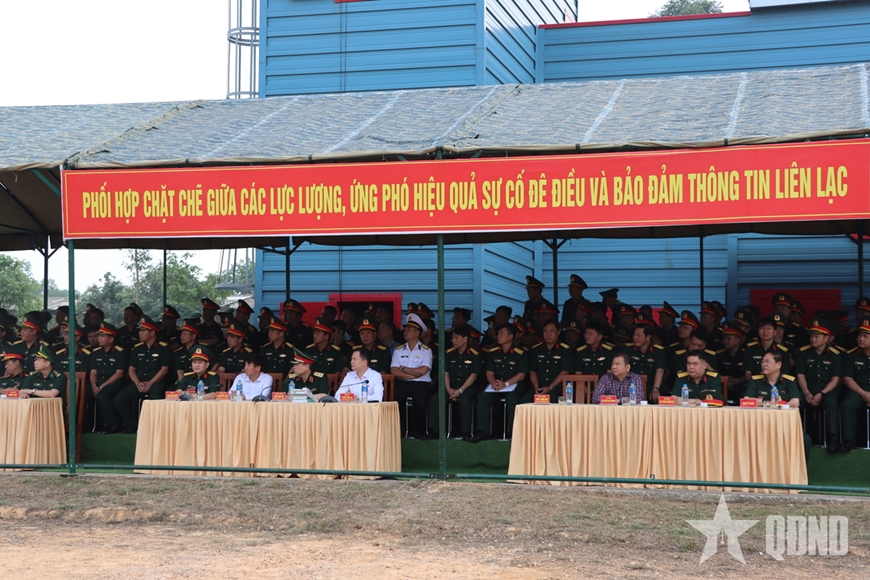 PHỐI HỢP CHẶT CHẼ GIỮA CÁC LỰC LƯỢNG, ỨNG PHÓ HIỆU QUẢ SỰ CỐ ĐÊ ĐIỀU VÀ BẢO ĐẢM THÔNG TIN LIÊN LẠC
QĐND